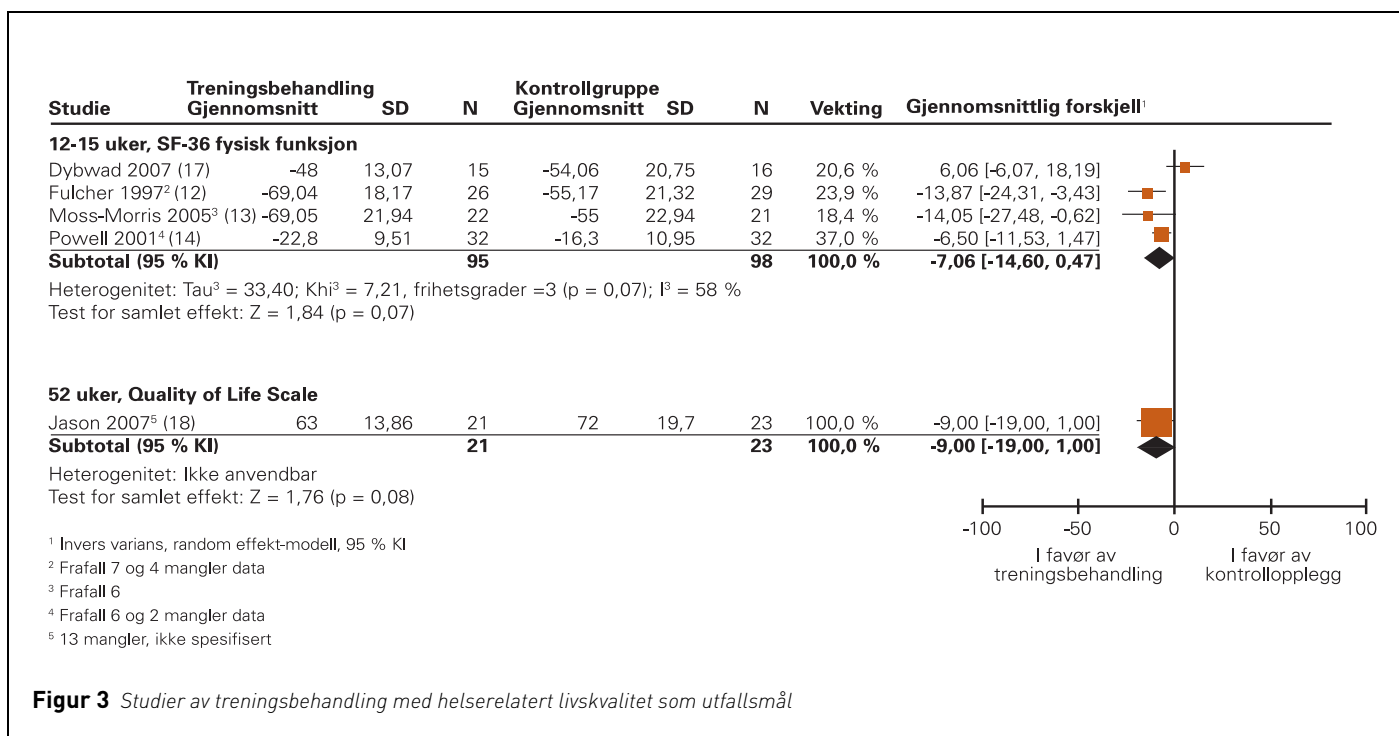 Treningsbehandling Kontrollgruppe
Studie Gjennomsnitt SD N Gjennomsnitt SD N Vekting Gjennomsnittlig forskjell¹
12-15 uker, SF-36 fysisk funksjon
Dybwad 2007 (17) -48 13,07 15 -54,06 20,75 16 20,6 % 6,06 [-6,07, 18,19]
Fulcher 1997² (12) -69,04 18,17 26 -55,17 21,32 29 23,9 % -13,87 [-24,31, -3,43]
Moss-Morris 2005³ (13) -69,05 21,94 22 -55 22,94 21 18,4 % -14,05 [-27,48, -0,62]
Powell 2001⁴ (14) -22,8 9,51 32 -16,3 10,95 32 37,0 % -6,50 [-11,53, 1,47]
Subtotal (95 % KI) 95 98 100,0 % -7,06 [-14,60, 0,47]
Heterogenitet: Tau³ = 33,40; Khi³ = 7,21, frihetsgrader =3 (p = 0,07); I³ = 58 %
Test for samlet effekt: Z = 1,84 (p = 0,07)
52 uker, Quality of Life Scale
Jason 2007⁵ (18) 63 13,86 21 72 19,7 23 100,0 % -9,00 [-19,00, 1,00]
Subtotal (95 % KI) 21 23 100,0 % -9,00 [-19,00, 1,00]
Heterogenitet: Ikke anvendbar
Test for samlet effekt: Z = 1,76 (p = 0,08)
-100 -50 0 50 100
I favør av I favør av
treningsbehandling kontrollopplegg
¹ Invers varians, random effekt-modell, 95 % KI
² Frafall 7 og 4 mangler data
³ Frafall 6
⁴ Frafall 6 og 2 mangler data
⁵ 13 mangler, ikke spesifisert
Figur 3 Studier av treningsbehandling med helserelatert livskvalitet som utfallsmål